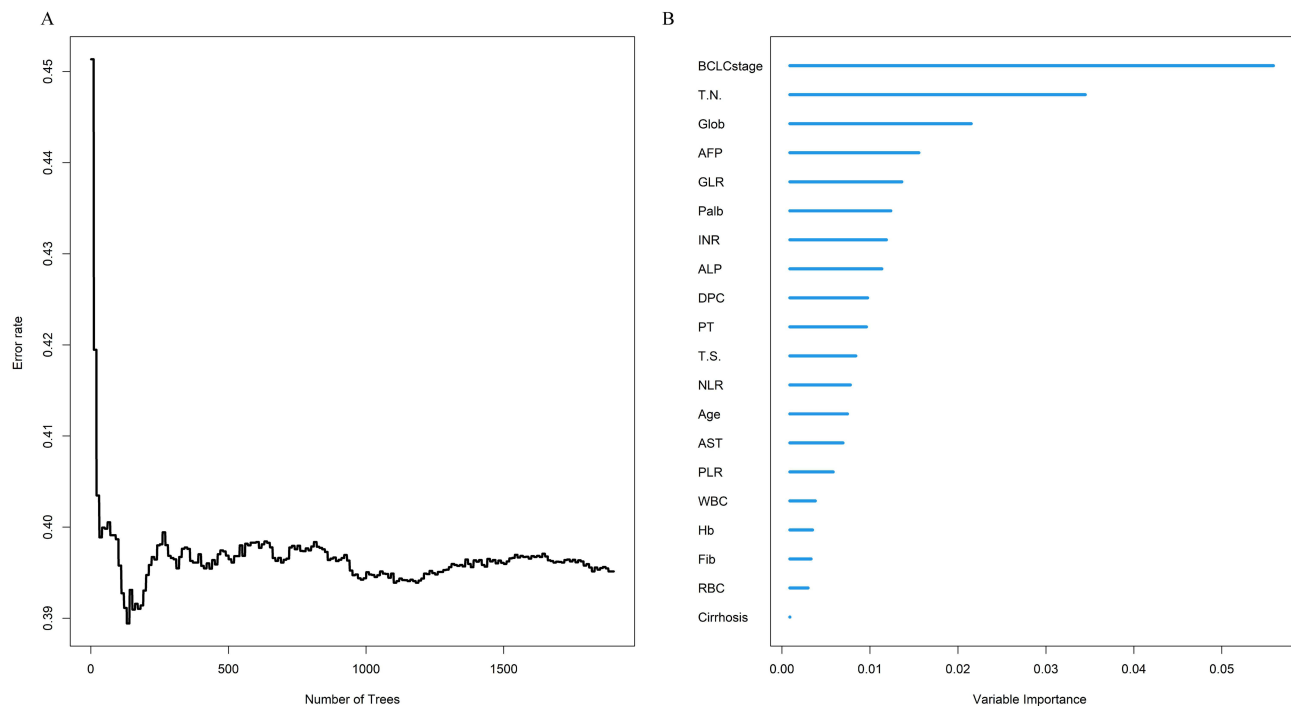 A
Error rate
0.45
0.44
0.43
0.42
0.41
0.40
0.39
0
500
1000
1500
Number of Trees
B
BCLCstage
T.N.
Glob
AFP
GLR
Palb
INR
ALP
DPC
PT
T.S.
NLR
Age
AST
PLR
WBC
Hb
Fib
RBC
Cirrhosis
0.00
0.01
0.02
0.03
0.04
0.05
Variable Importance